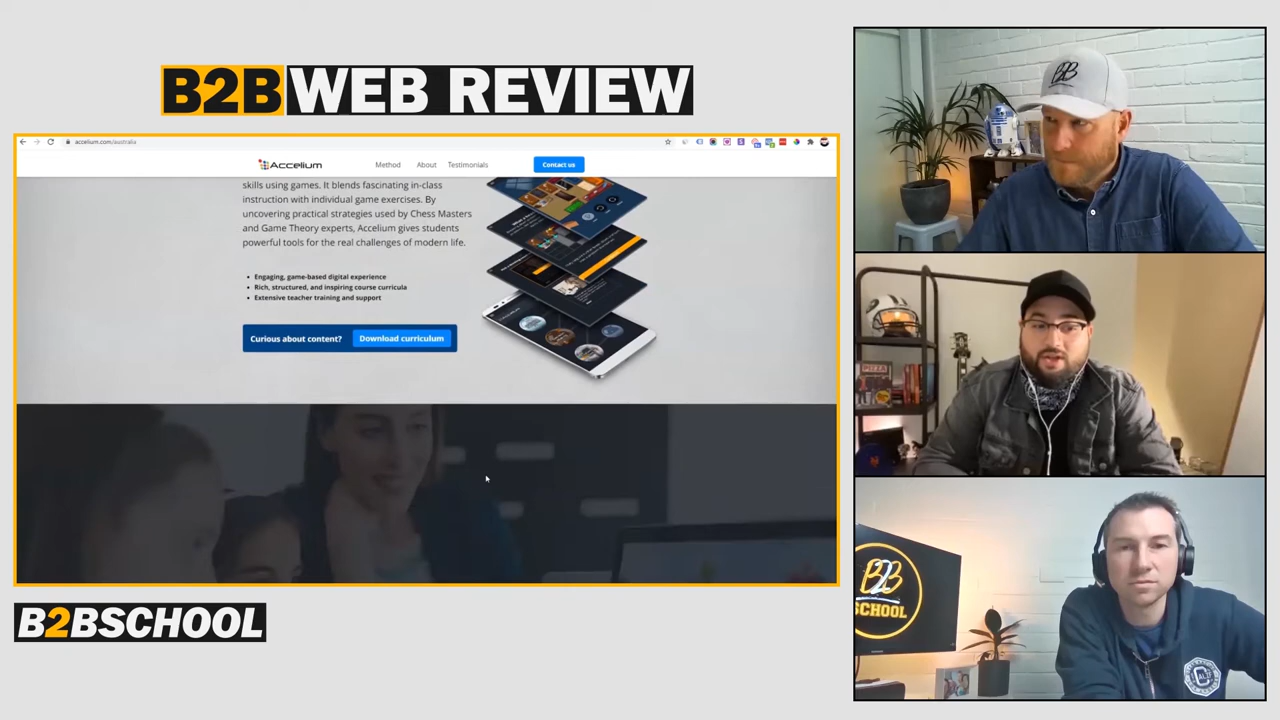 B2B WEB REVIEW
accelium.com/australia
Accelium
Method
About
Testimonials
Contact us
skills using games. It blends fascinating in-class
instruction with individual game exercises. By
uncovering practical strategies used by Chess Masters
and Game Theory experts, Accelium gives students
powerful tools for the real challenges of modern life.
Engaging, game-based digital experience
Rich, structured, and inspiring course curricula
Extensive teacher training and support
Curious about content?
Download curriculum
B2BSCHOOL
B2B
PIZZA
B2B
SCHOOL